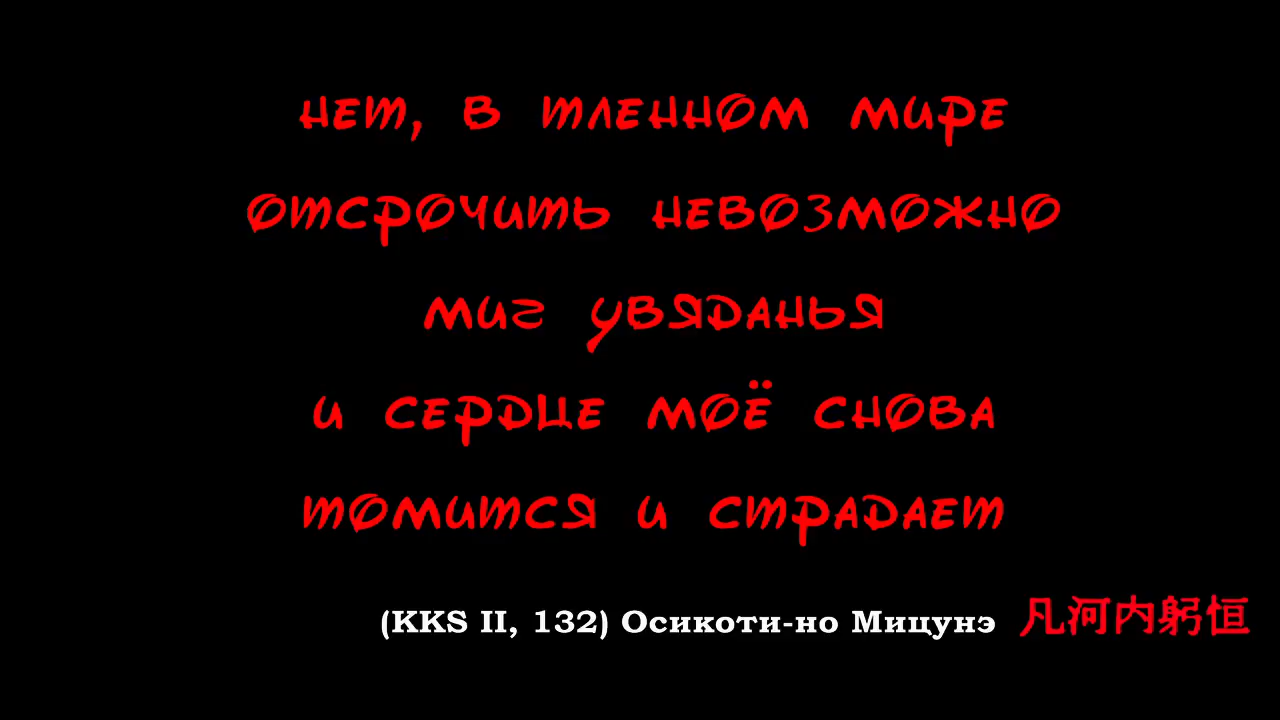 нет, в тленном мире
отсрочить невозможно
миг увяданья
и сердце моё снова
томится и страдает
(KKS II, 132) Осикоти-но Мицунэ 凡河内躬恒